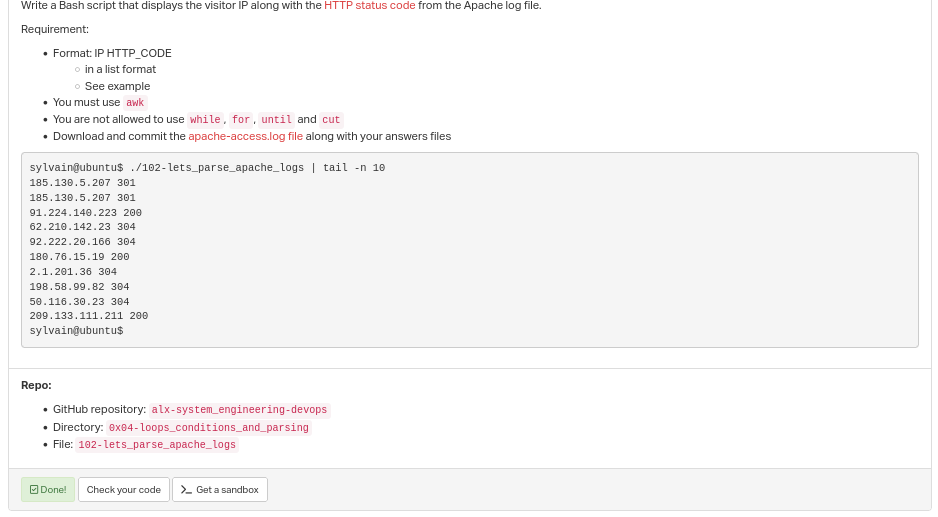 Write a Bash script that displays the visitor IP along with the HTTP status code from the Apache log file.
Requirement:
• Format: IP HTTP_CODE
○ in a list format
○ See example
• You must use awk
• You are not allowed to use while, for, until and cut
• Download and commit the apache-access.log file along with your answers files
sylvain@ubuntu$ ./102-lets_parse_apache_logs | tail -n 10
185.130.5.207 301
185.130.5.207 301
91.224.140.223 200
62.210.142.23 304
92.222.20.166 304
180.76.15.19 200
2.1.201.36 304
198.58.99.82 304
50.116.30.23 304
209.133.111.211 200
sylvain@ubuntu$
Repo:
• GitHub repository: alx-system_engineering-devops
• Directory: 0x04-loops_conditions_and_parsing
• File: 102-lets_parse_apache_logs
Done! Check your code >_ Get a sandbox